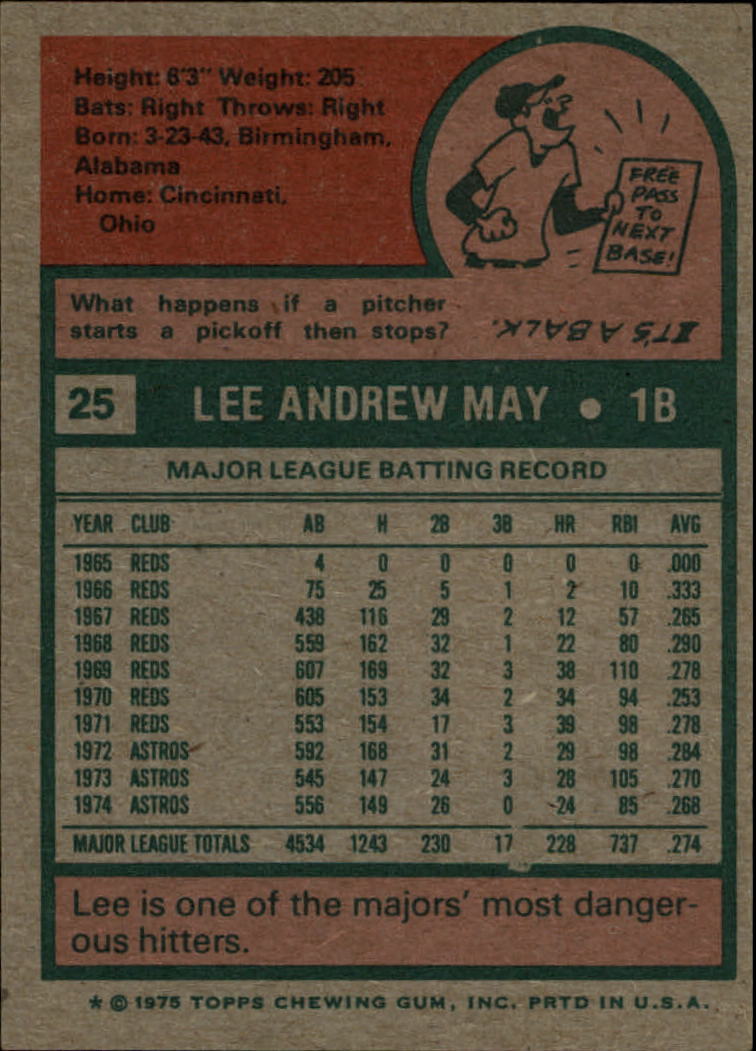 Height: 6'3" Weight: 205
Bats: Right Throws: Right
Born: 3-23-43, Birmingham,
Alabama
Home: Cincinnati,
Ohio
FREE
PASS
TO
NEXT
BASE!
What happens if a pitcher
starts a pickoff then stops?
IT'S A BALK.
25 LEE ANDREW MAY • 1B
MAJOR LEAGUE BATTING RECORD
YEAR CLUB AB H 2B 3B HR RBI AVG
1965 REDS 4 0 0 0 0 0 .000
1966 REDS 75 25 5 1 2 10 .333
1967 REDS 438 116 29 2 12 57 .265
1968 REDS 559 162 32 1 22 80 .290
1969 REDS 607 169 32 3 38 110 .278
1970 REDS 605 153 34 2 34 94 .253
1971 REDS 553 154 17 3 39 98 .278
1972 ASTROS 592 168 31 2 29 98 .284
1973 ASTROS 545 147 24 3 28 105 .270
1974 ASTROS 556 149 26 0 24 85 .268
MAJOR LEAGUE TOTALS 4534 1243 230 17 228 737 .274
Lee is one of the majors' most danger-
ous hitters.
* © 1975 TOPPS CHEWING GUM, INC. PRTD IN U.S.A.